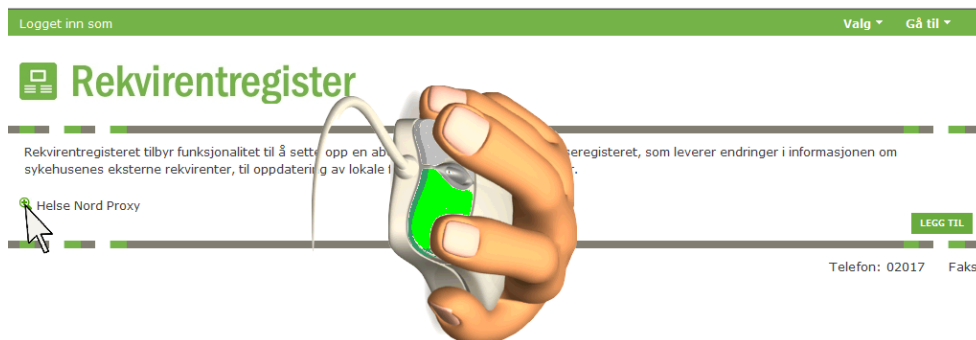 Logget inn som Valg Gå til
Rekvirentregister
Rekvirentregisteret tilbyr funksjonalitet til å sette opp en ab seregisteret, som leverer endringer i informasjonen om
sykehusenes eksterne rekvirenter, til oppdatering av lokale r.
Helse Nord Proxy
LEGG TIL
Telefon: 02017 Faks